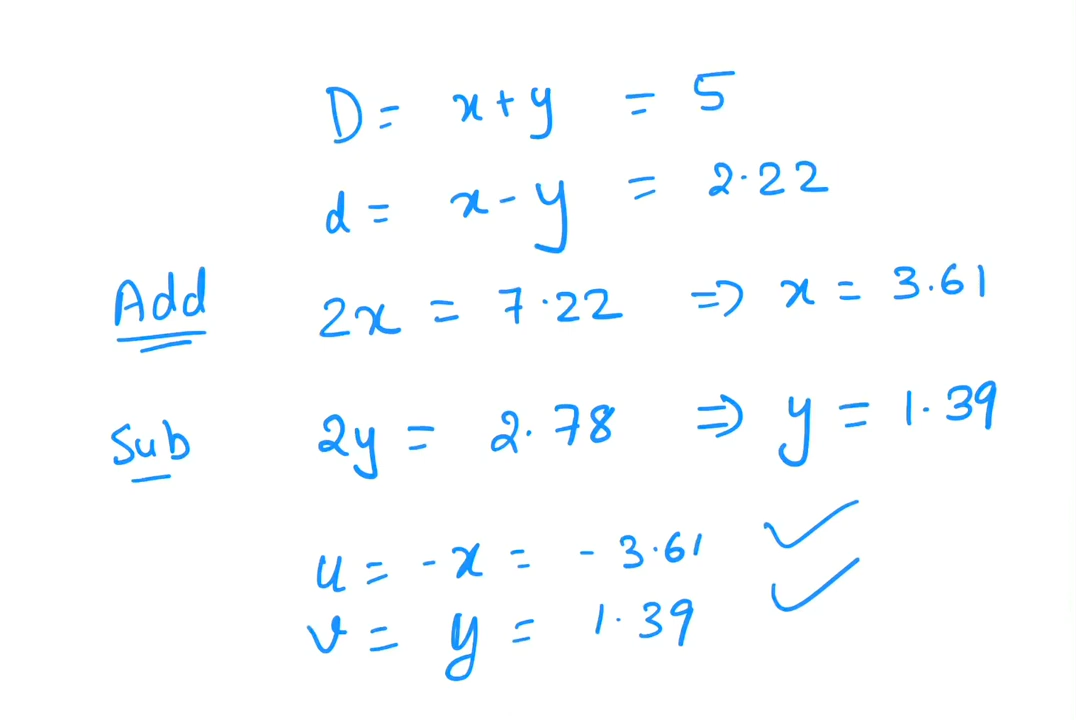 D = x + y = 5
d = x - y = 2.22
Add 2x = 7.22 => x = 3.61
Sub 2y = 2.78 => y = 1.39
u = -x = -3.61 ✓
v = y = 1.39 ✓